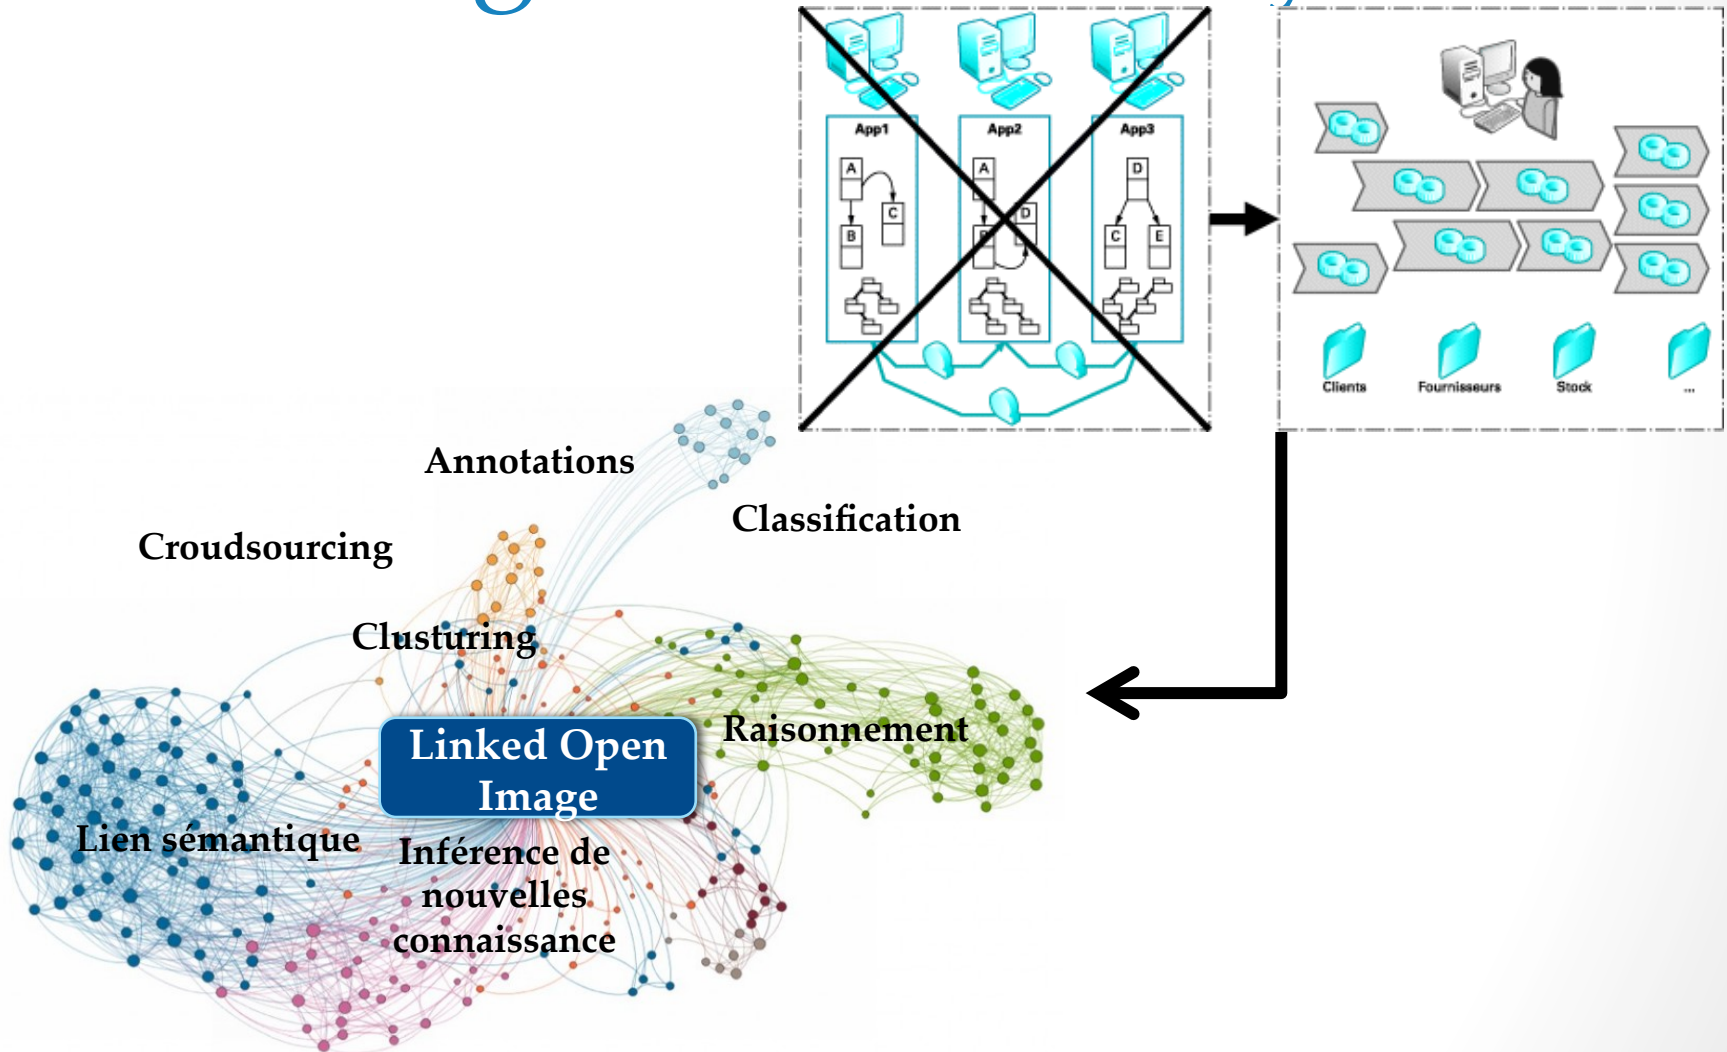 App1
App2
App3
A
C
B
A
D
B
D
C
E
Clients
Fournisseurs
Stock
...
Annotations
Classification
Croudsourcing
Clusturing
Raisonnement
Linked Open
Image
Lien sémantique
Inférence de
nouvelles
connaissance